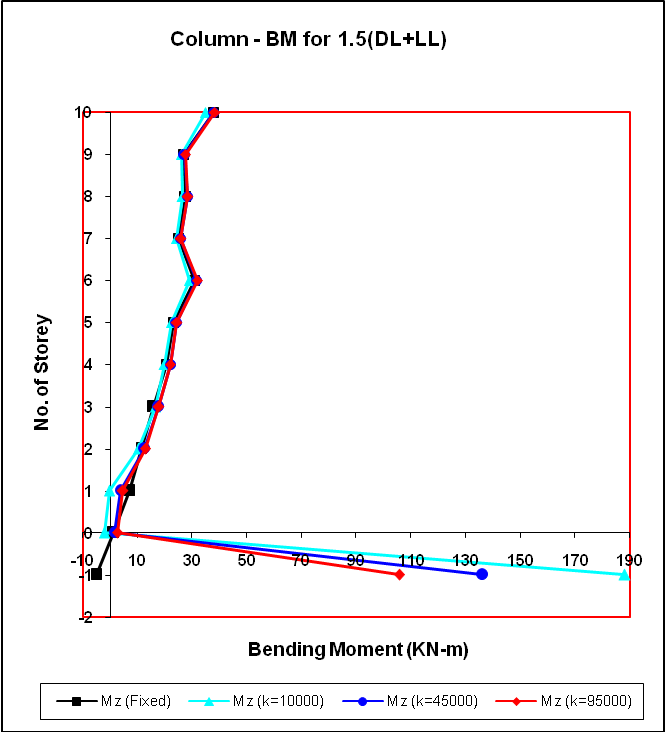 Column - BM for 1.5(DL+LL)
10
9
8
7
6
5
4
3
2
1
0
-10 10 30 50 70 90 110 130 150 170 190
-1
-2
No. of Storey
Bending Moment (KN-m)
Mz (Fixed) Mz (k=10000) Mz (k=45000) Mz (k=95000)